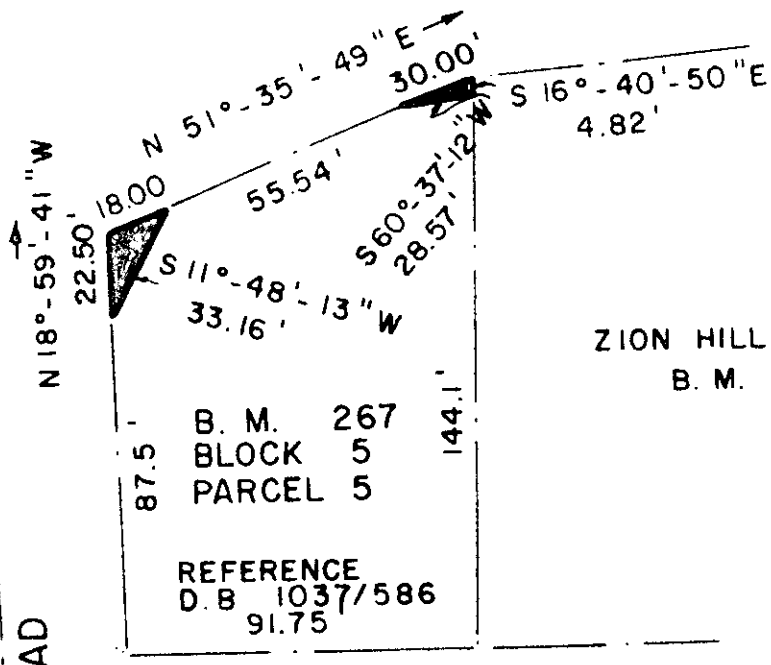 N 51°-35'-49"E
30.00'
S 16°-40'-50"E
4.82'
N 18°-59'-41"W
22.50'
18.00
55.54'
S 60°-37'-12"W
28.57'
S 11°-48'-13"W
33.16'
ZION HILL
B. M.
87.5'
B. M. 267
BLOCK 5
PARCEL 5
144.1'
REFERENCE
D.B 1037/586
91.75
AD